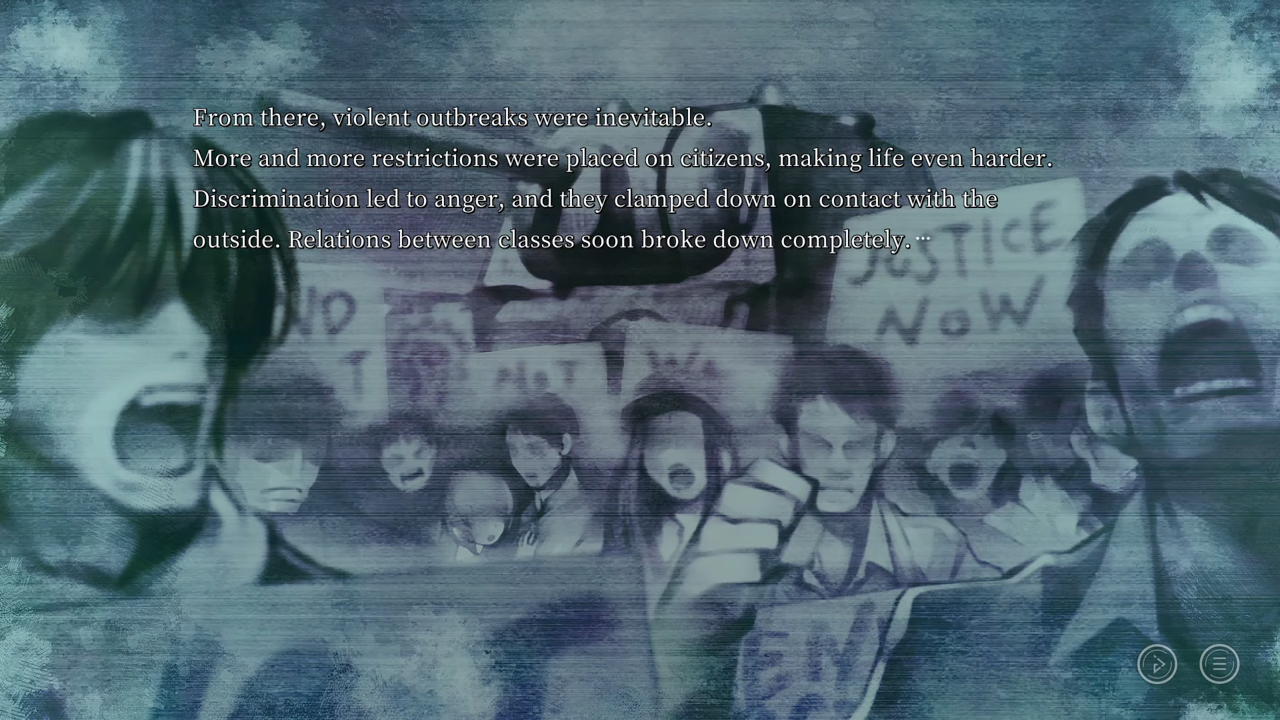 From there, violent outbreaks were inevitable.
More and more restrictions were placed on citizens, making life even harder.
Discrimination led to anger, and they clamped down on contact with the
outside. Relations between classes soon broke down completely.
JUSTICE
NOW
NOT